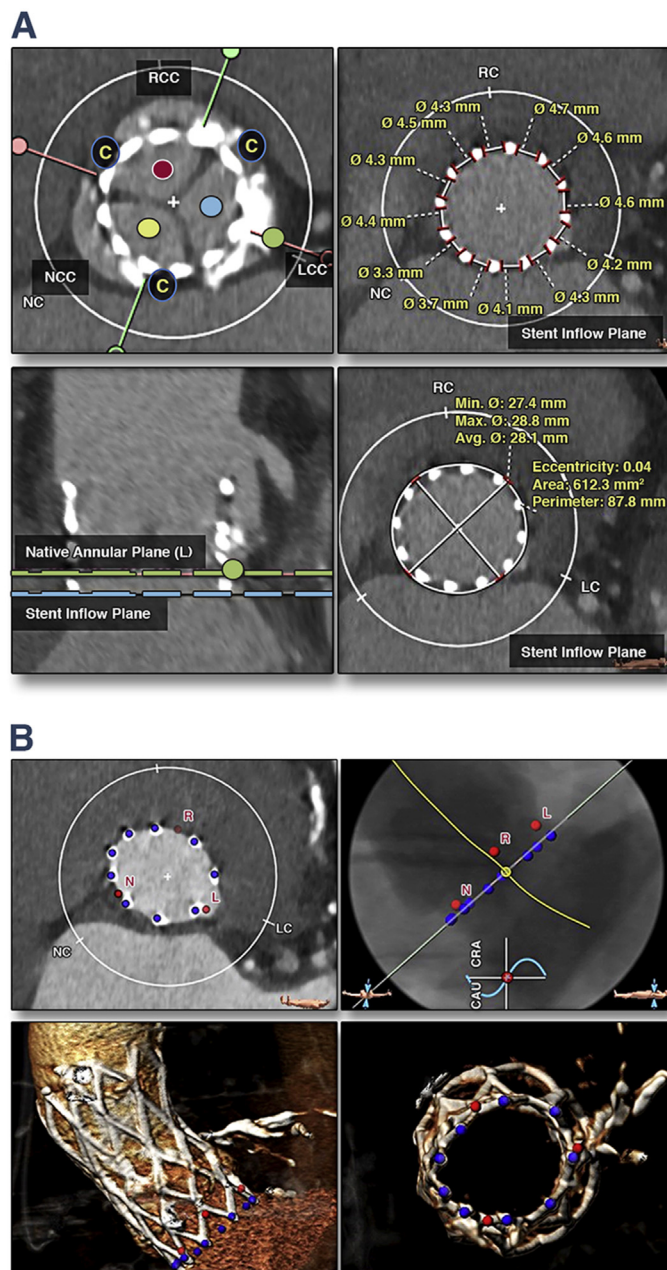 A
RCC
C
C
C
NCC
NC
LCC
RC
Ø 4.3 mm
Ø 4.7 mm
Ø 4.5 mm
Ø 4.6 mm
Ø 4.3 mm
Ø 4.6 mm
Ø 4.4 mm
Ø 4.2 mm
Ø 3.3 mm
NC
Ø 3.7 mm
Ø 4.3 mm
Ø 4.1 mm
Stent Inflow Plane
Native Annular Plane (L)
Stent Inflow Plane
RC
Min. Ø: 27.4 mm
Max. Ø: 28.8 mm
Avg. Ø: 28.1 mm
Eccentricity: 0.04
Area: 612.3 mm²
Perimeter: 87.8 mm
LC
Stent Inflow Plane
B
R
N
L
LC
NC
L
R
N
CRA
CAU